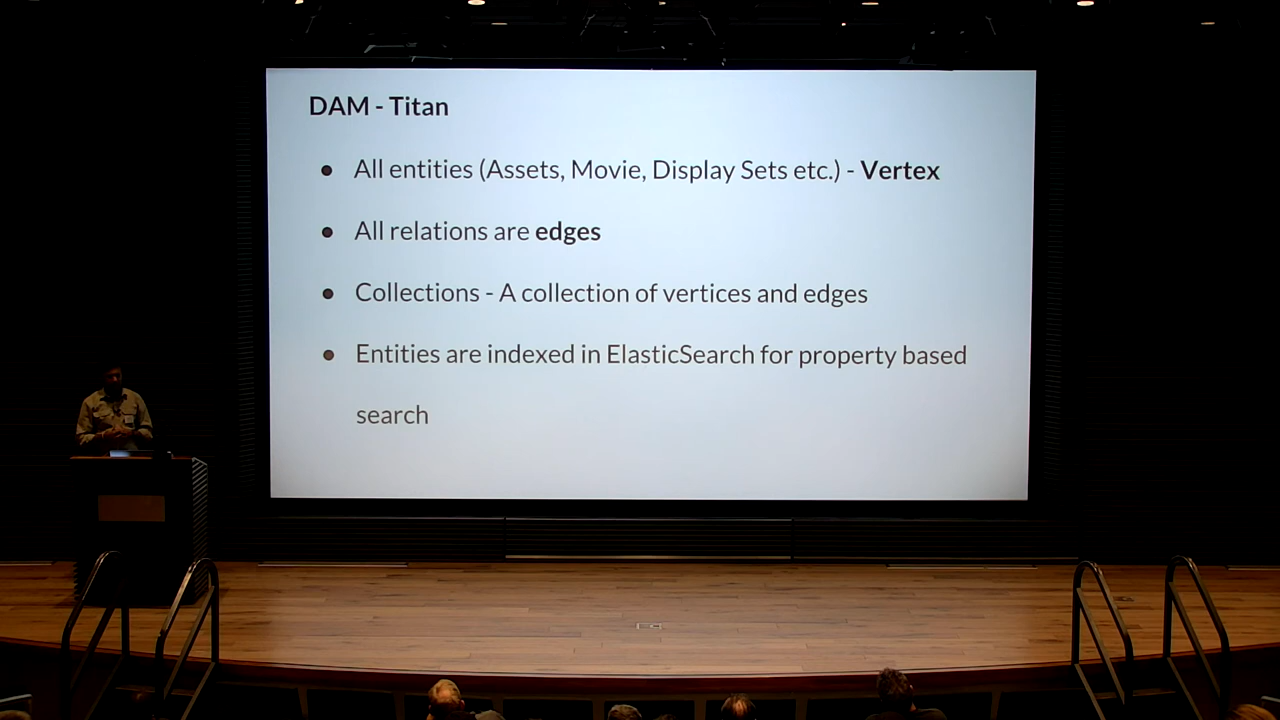 DAM - Titan
● All entities (Assets, Movie, Display Sets etc.) - Vertex
● All relations are edges
● Collections - A collection of vertices and edges
● Entities are indexed in ElasticSearch for property based
search